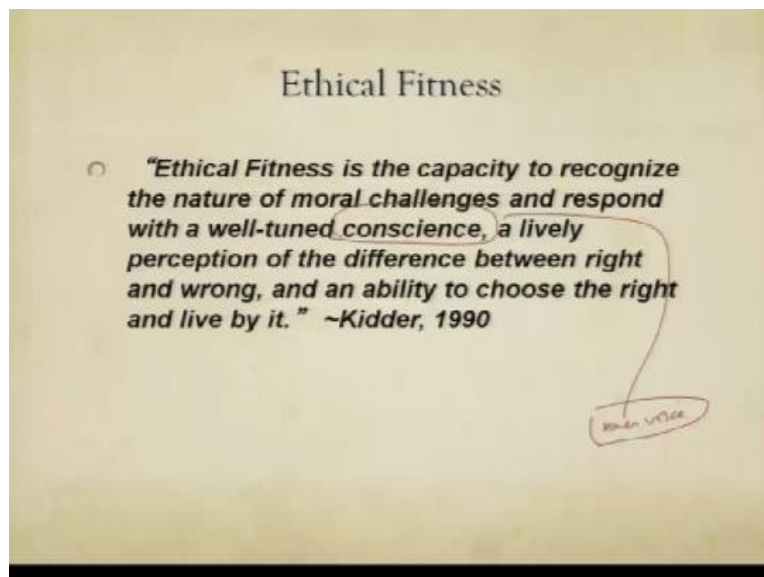 Ethical Fitness
“Ethical Fitness is the capacity to recognize
the nature of moral challenges and respond
with a well-tuned conscience, a lively
perception of the difference between right
and wrong, and an ability to choose the right
and live by it.” ~Kidder, 1990
voice